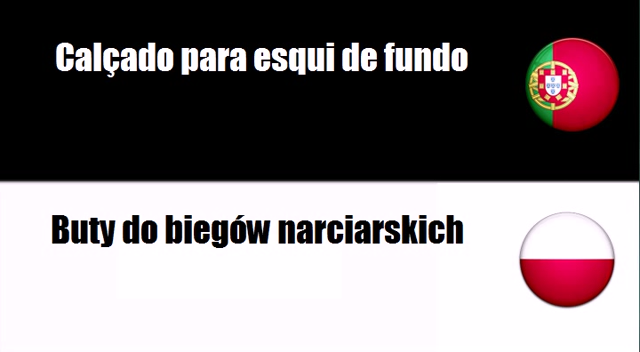 Calçado para esqui de fundo
Buty do biegów narciarskich